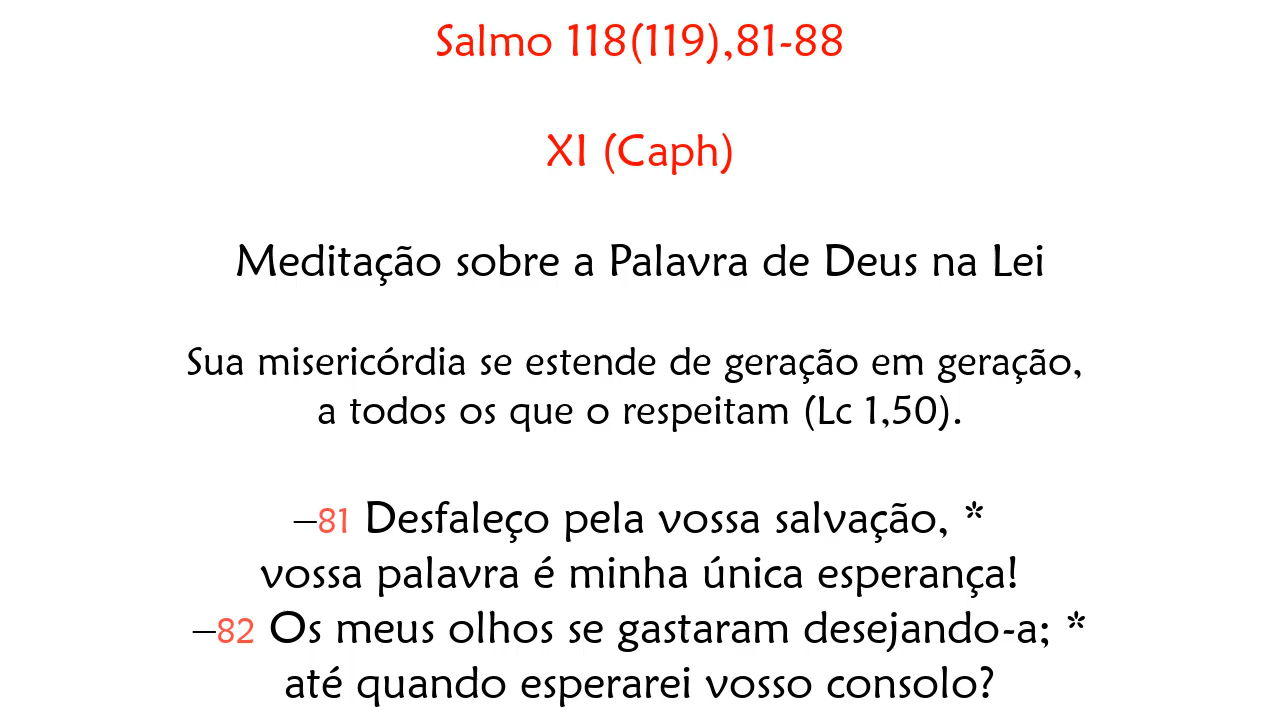 Salmo 118(119),81-88
XI (Caph)
Meditação sobre a Palavra de Deus na Lei
Sua misericórdia se estende de geração em geração,
a todos os que o respeitam (Lc 1,50).
–81 Desfaleço pela vossa salvação, *
vossa palavra é minha única esperança!
–82 Os meus olhos se gastaram desejando-a; *
até quando esperarei vosso consolo?